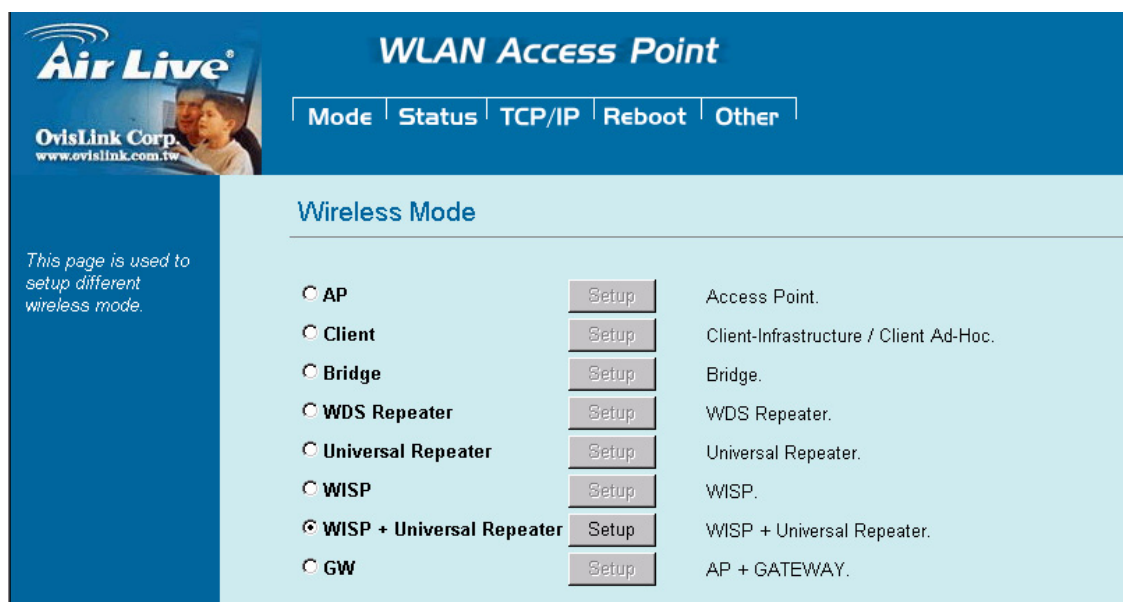 Air Live®
OvisLink Corp.
www.ovislink.com.tw
WLAN Access Point
Mode Status TCP/IP Reboot Other
This page is used to
setup different
wireless mode.
Wireless Mode
AP Setup Access Point.
Client Setup Client-Infrastructure / Client Ad-Hoc.
Bridge Setup Bridge.
WDS Repeater Setup WDS Repeater.
Universal Repeater Setup Universal Repeater.
WISP Setup WISP.
WISP + Universal Repeater Setup WISP + Universal Repeater.
GW Setup AP + GATEWAY.